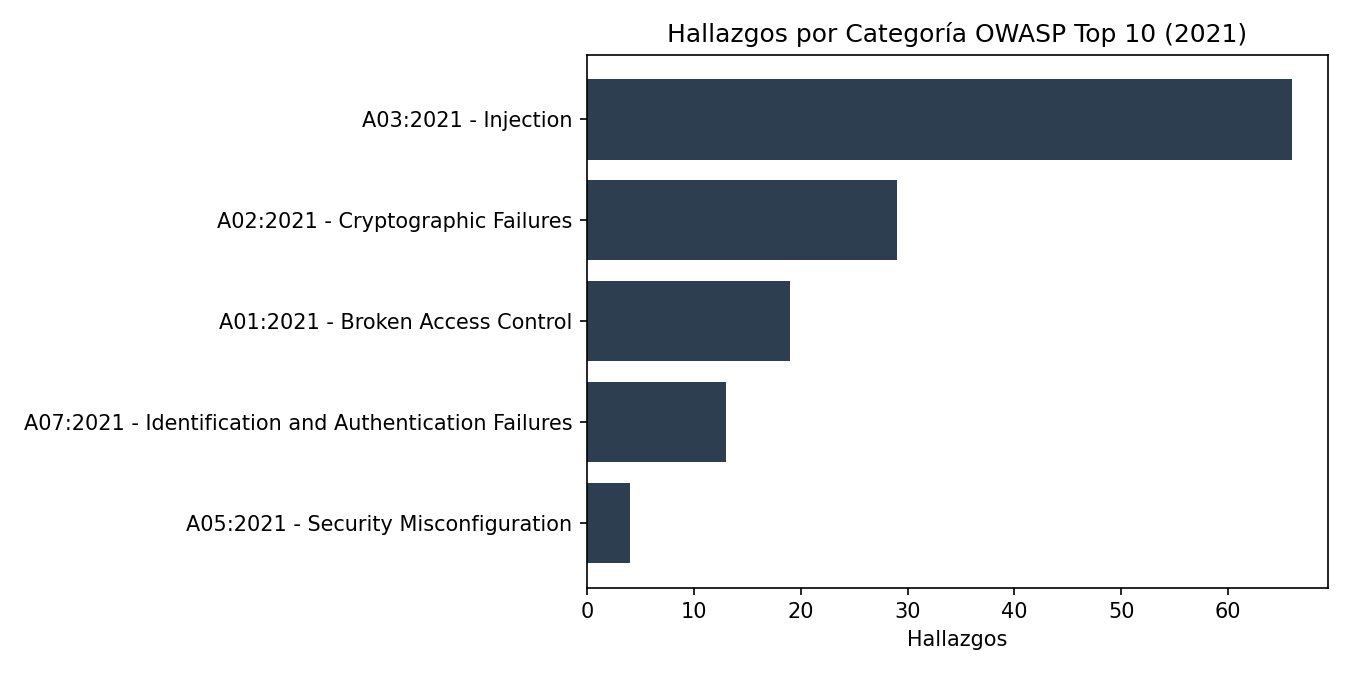 Hallazgos por Categoría OWASP Top 10 (2021)
A03:2021 - Injection
A02:2021 - Cryptographic Failures
A01:2021 - Broken Access Control
A07:2021 - Identification and Authentication Failures
A05:2021 - Security Misconfiguration
0 10 20 30 40 50 60
Hallazgos